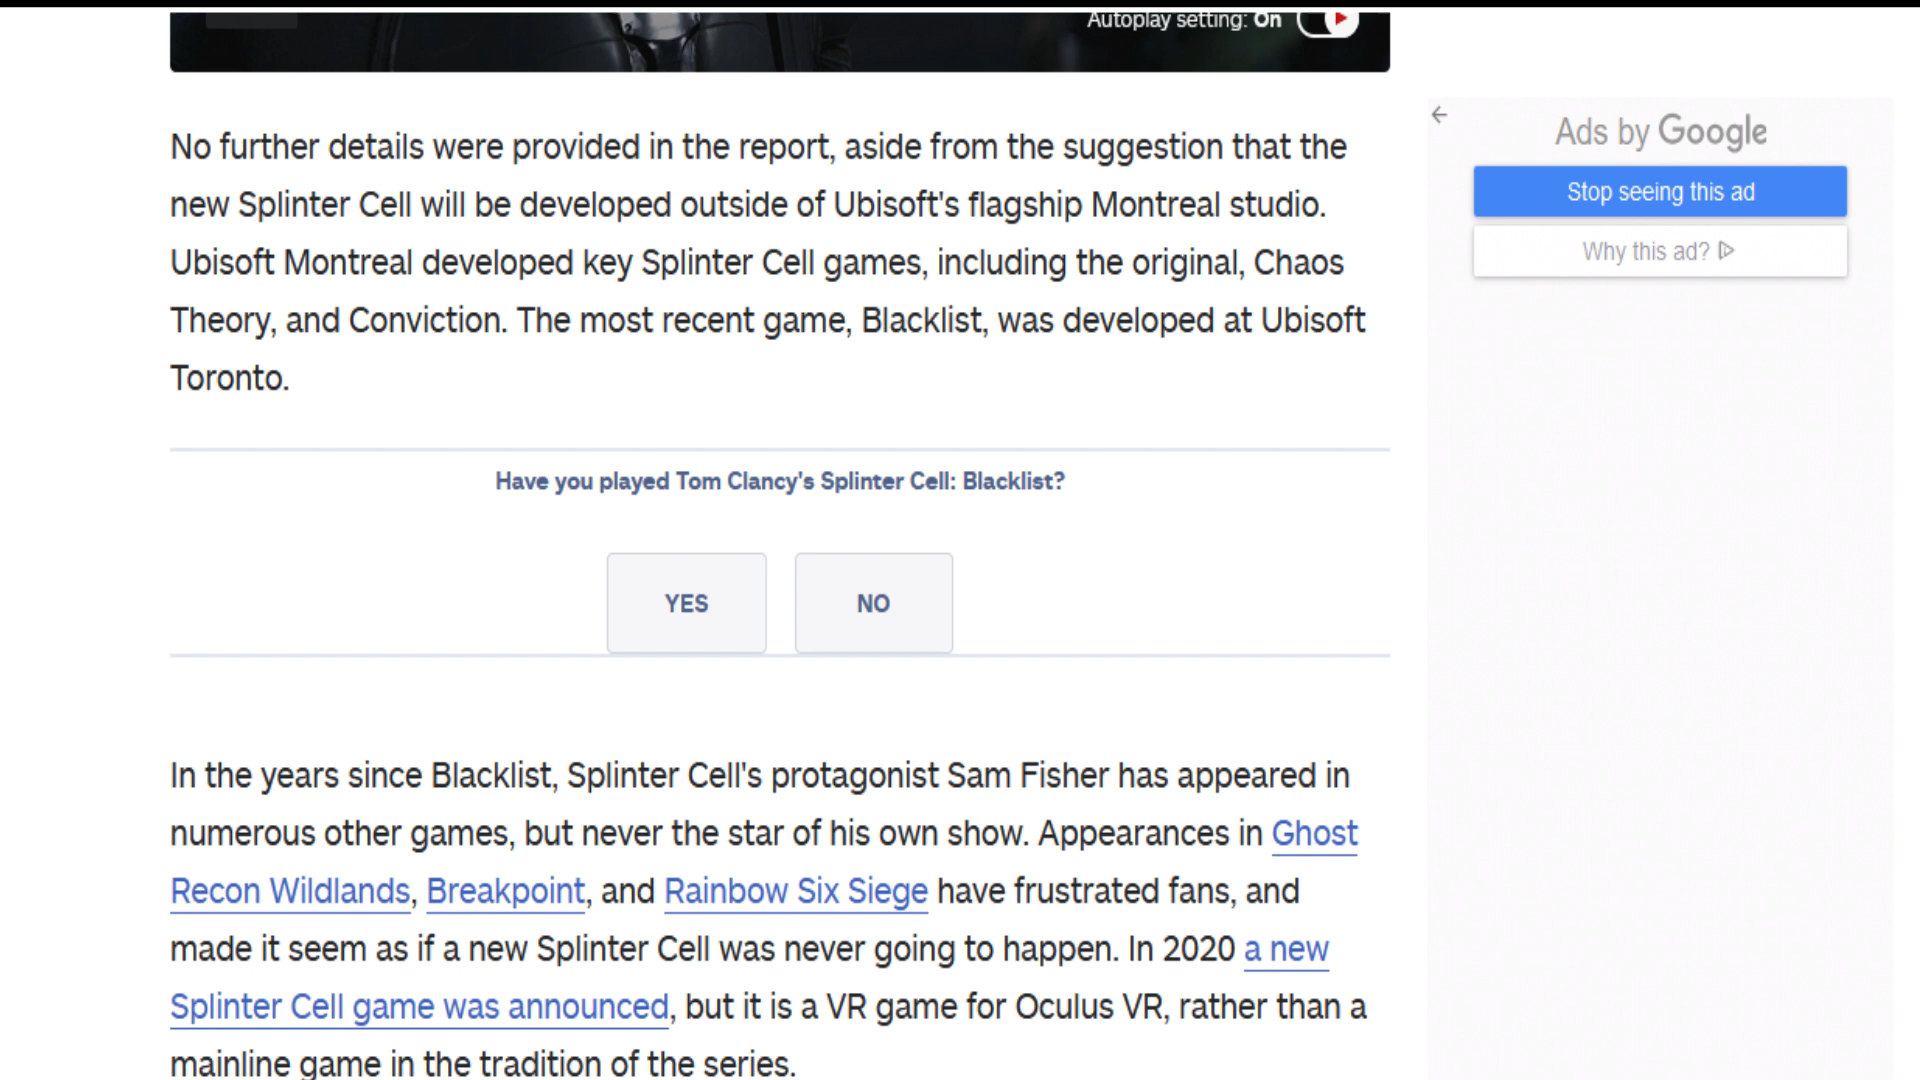 Autoplay setting: On
No further details were provided in the report, aside from the suggestion that the
new Splinter Cell will be developed outside of Ubisoft's flagship Montreal studio.
Ubisoft Montreal developed key Splinter Cell games, including the original, Chaos
Theory, and Conviction. The most recent game, Blacklist, was developed at Ubisoft
Toronto.
Have you played Tom Clancy's Splinter Cell: Blacklist?
YES
NO
In the years since Blacklist, Splinter Cell's protagonist Sam Fisher has appeared in
numerous other games, but never the star of his own show. Appearances in Ghost
Recon Wildlands, Breakpoint, and Rainbow Six Siege have frustrated fans, and
made it seem as if a new Splinter Cell was never going to happen. In 2020 a new
Splinter Cell game was announced, but it is a VR game for Oculus VR, rather than a
mainline game in the tradition of the series.
Ads by Google
Stop seeing this ad
Why this ad?